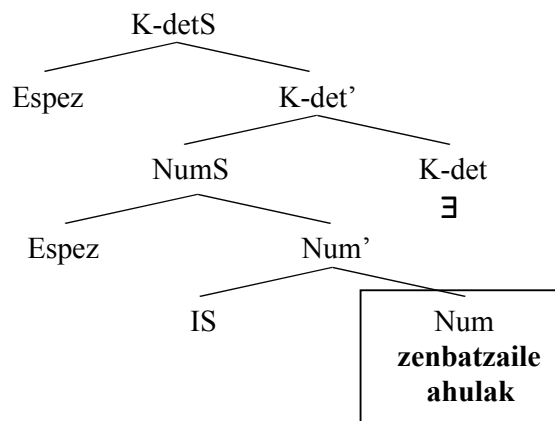 K-detS
Espez K-det’
NumS K-det
∃
Espez Num’
IS Num
zenbatzaile
ahulak